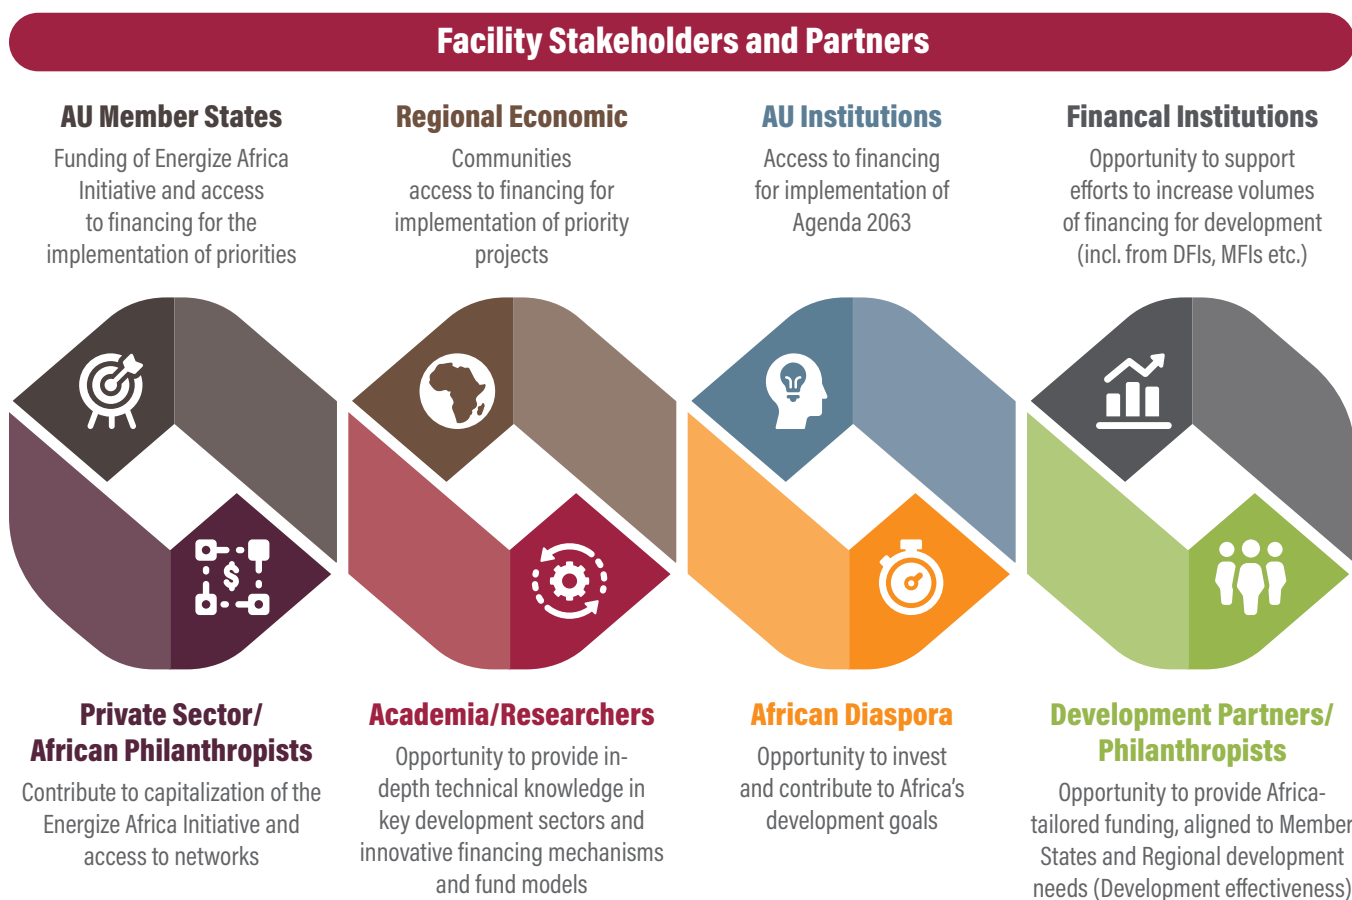 Facility Stakeholders and Partners
AU Member States
Funding of Energize Africa
Initiative and access
to financing for the
implementation of priorities
Regional Economic
Communities
access to financing for
implementation of priority
projects
AU Institutions
Access to financing
for implementation of
Agenda 2063
Financal Institutions
Opportunity to support
efforts to increase volumes
of financing for development
(incl. from DFIs, MFIs etc.)
$
Private Sector/
African Philanthropists
Contribute to capitalization of the
Energize Africa Initiative and
access to networks
Academia/Researchers
Opportunity to provide in-
depth technical knowledge in
key development sectors and
innovative financing mechanisms
and fund models
African Diaspora
Opportunity to invest
and contribute to Africa's
development goals
Development Partners/
Philanthropists
Opportunity to provide Africa-
tailored funding, aligned to Member
States and Regional development
needs (Development effectiveness)